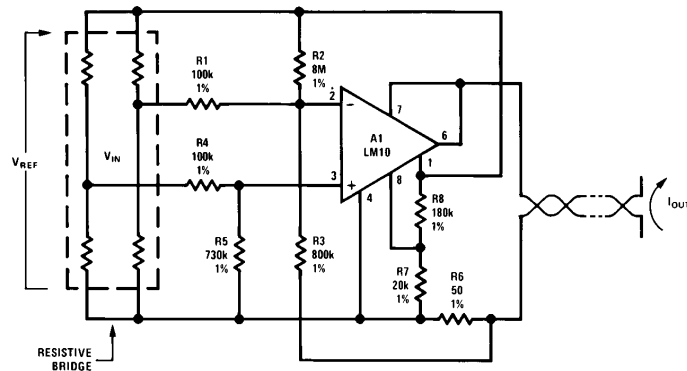 VREF
VIN
R1
100k
1%
R2
8M
1%
R4
100k
1%
R5
730k
1%
R3
800k
1%
2
3
A1
LM10
7
6
1
8
4
R8
180k
1%
R7
20k
1%
R6
50
1%
IOUT
RESISTIVE
BRIDGE